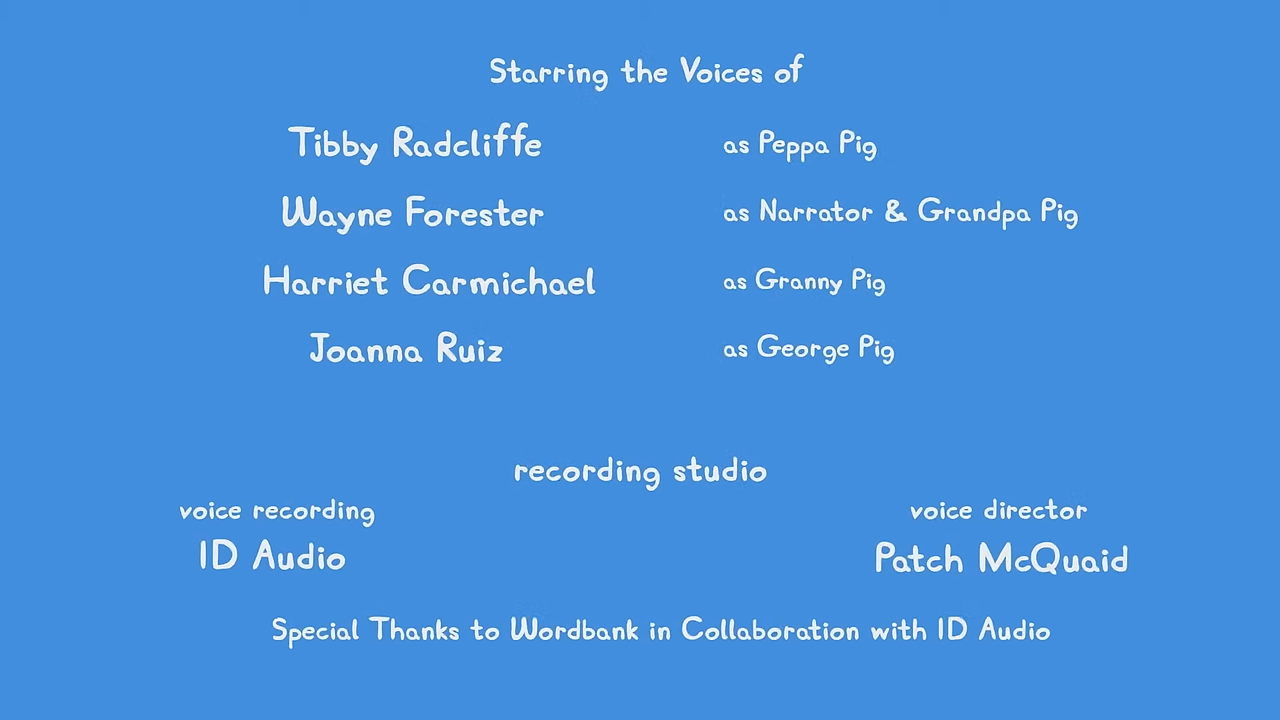 Starring the Voices of
Tibby Radcliffe as Peppa Pig
Wayne Forester as Narrator & Grandpa Pig
Harriet Carmichael as Granny Pig
Joanna Ruiz as George Pig
recording studio
voice recording voice director
ID Audio Patch McQuaid
Special Thanks to Wordbank in Collaboration with ID Audio